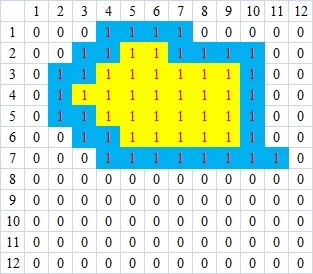 1 2 3 4 5 6 7 8 9 10 11 12
1 0 0 0 1 1 1 1 0 0 0 0 0
2 0 0 1 1 1 1 1 1 1 1 0 0
3 0 1 1 1 1 1 1 1 1 1 0 0
4 0 1 1 1 1 1 1 1 1 1 0 0
5 0 1 1 1 1 1 1 1 1 1 0 0
6 0 0 1 1 1 1 1 1 1 1 0 0
7 0 0 0 1 1 1 1 1 1 1 1 0
8 0 0 0 0 0 0 0 0 0 0 0 0
9 0 0 0 0 0 0 0 0 0 0 0 0
10 0 0 0 0 0 0 0 0 0 0 0 0
11 0 0 0 0 0 0 0 0 0 0 0 0
12 0 0 0 0 0 0 0 0 0 0 0 0